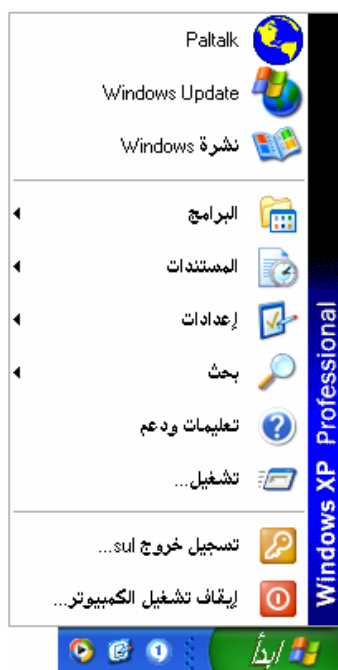 Paltalk
Windows Update
نشرة Windows
البرامج
المستندات
إعدادات
بحث
تعليمات ودعم
تشغيل...
تسجيل خروج sul...
إيقاف تشغيل الكمبيوتر...
Windows XP Professional
ابدأ